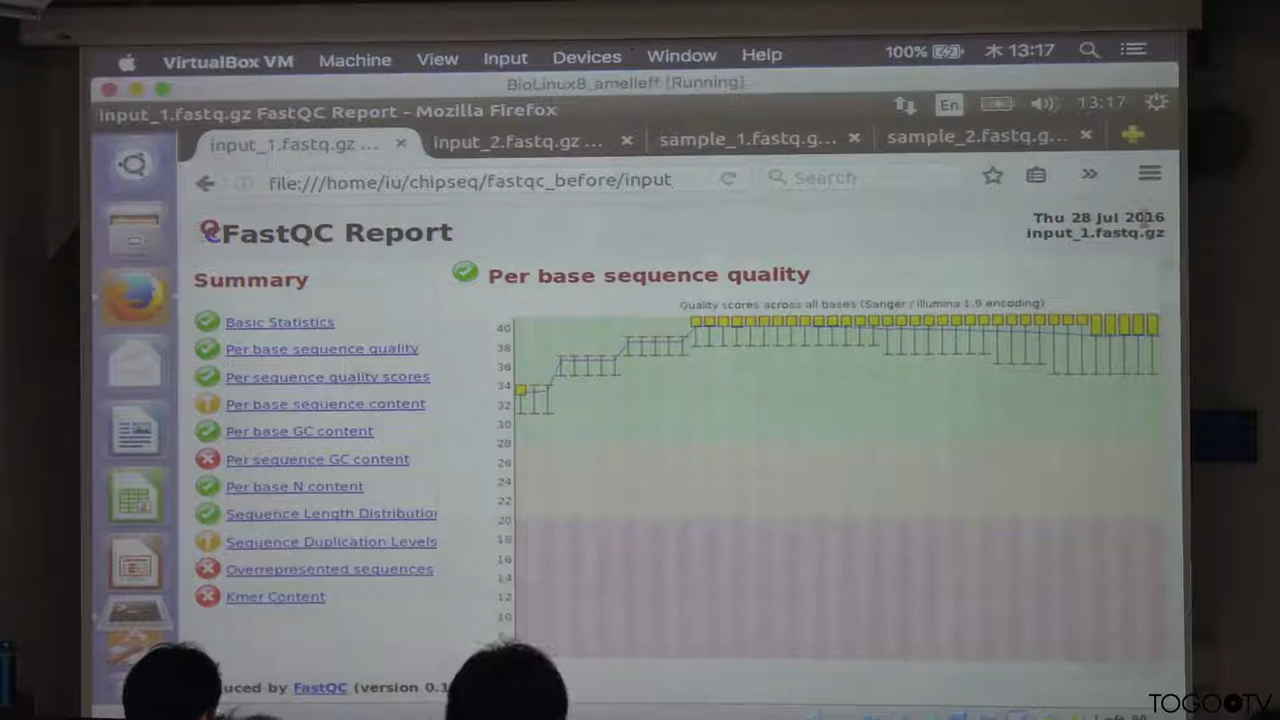 VirtualBox VM Machine View Input Devices Window Help 100% 木 13:17
BioLinux8_amelieff [Running]
input_1.fastq.gz FastQC Report - Mozilla Firefox En 13:17
input_1.fastq.gz ... × input_2.fastq.gz ... × sample_1.fastq.g... × sample_2.fastq.g... ×
file:///home/iu/chipseq/fastqc_before/input Search
FastQC Report
Thu 28 Jul 2016
input_1.fastq.gz
Summary
Basic Statistics
Per base sequence quality
Per sequence quality scores
Per base sequence content
Per base GC content
Per sequence GC content
Per base N content
Sequence Length Distributio
Sequence Duplication Levels
Overrepresented sequences
Kmer Content
Per base sequence quality
Quality scores across all bases (Sanger / Illumina 1.9 encoding)
40
38
36
34
32
30
28
26
24
22
20
18
16
14
12
10
uced by FastQC (version 0.1
TOGOTV